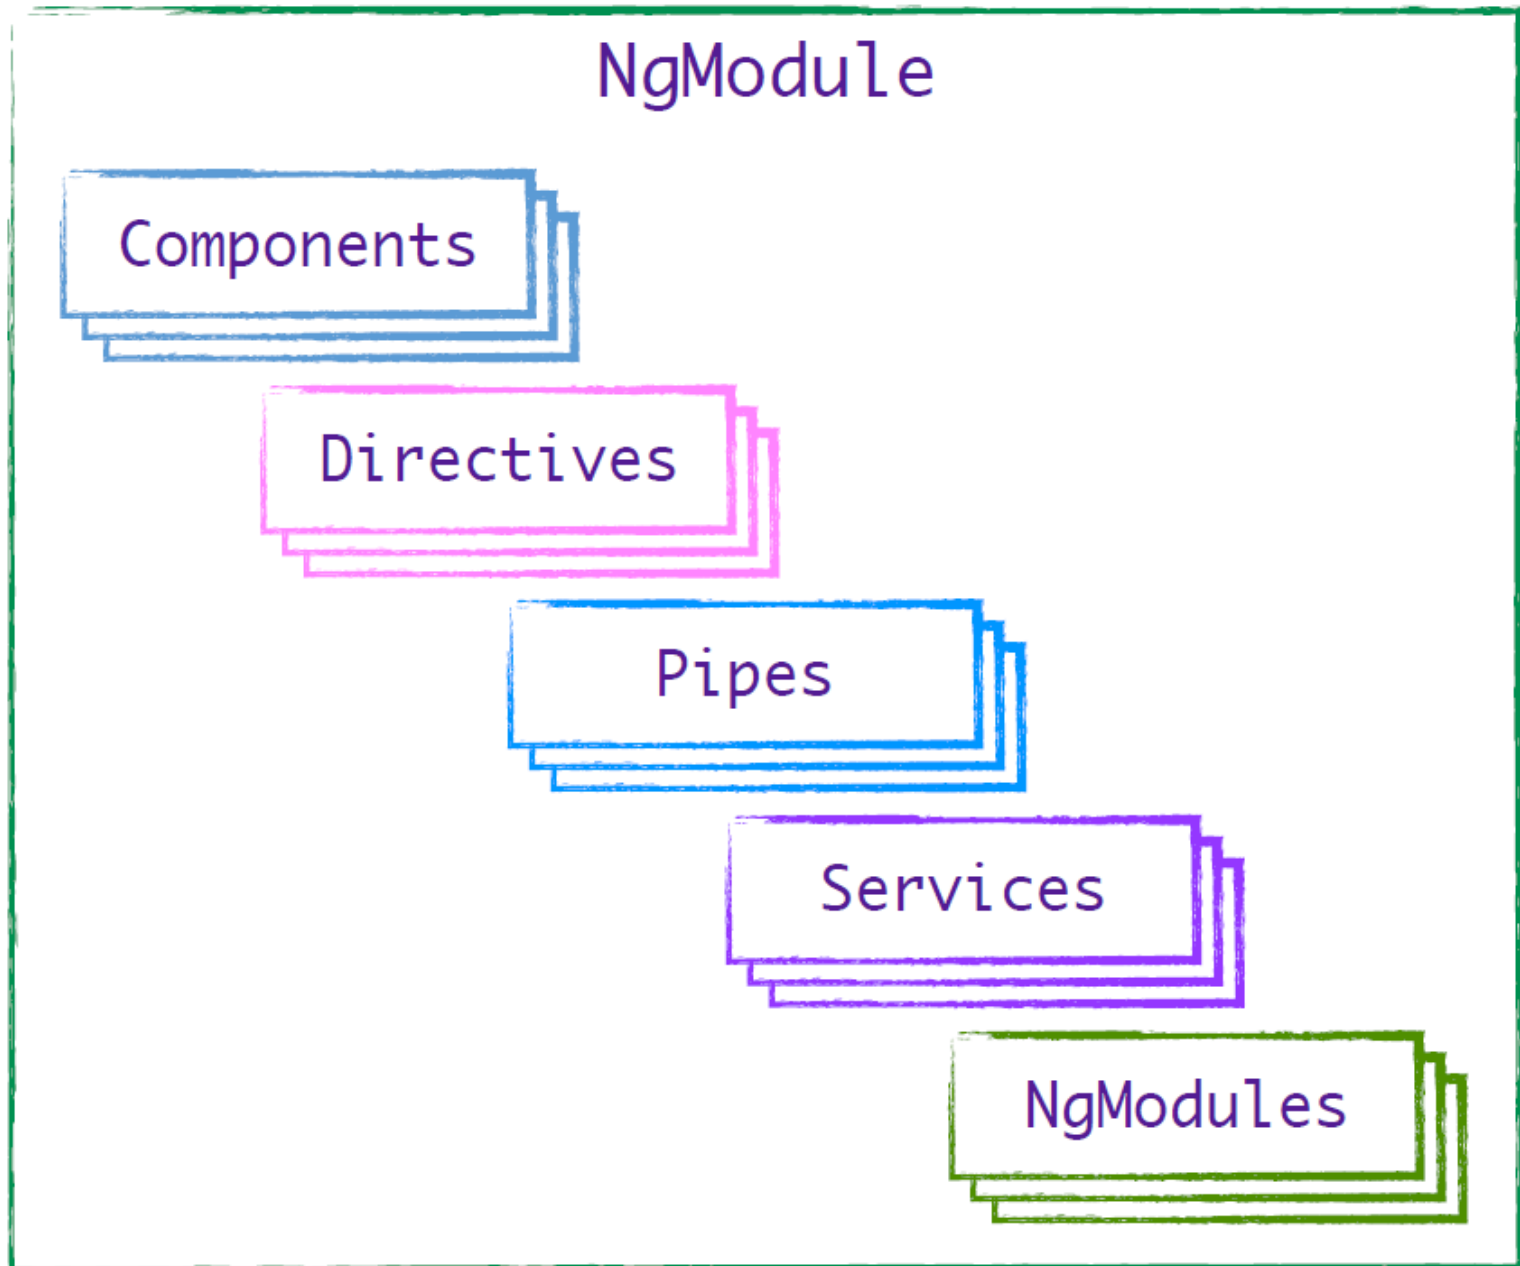 NgModule
Components
Directives
Pipes
Services
NgModules